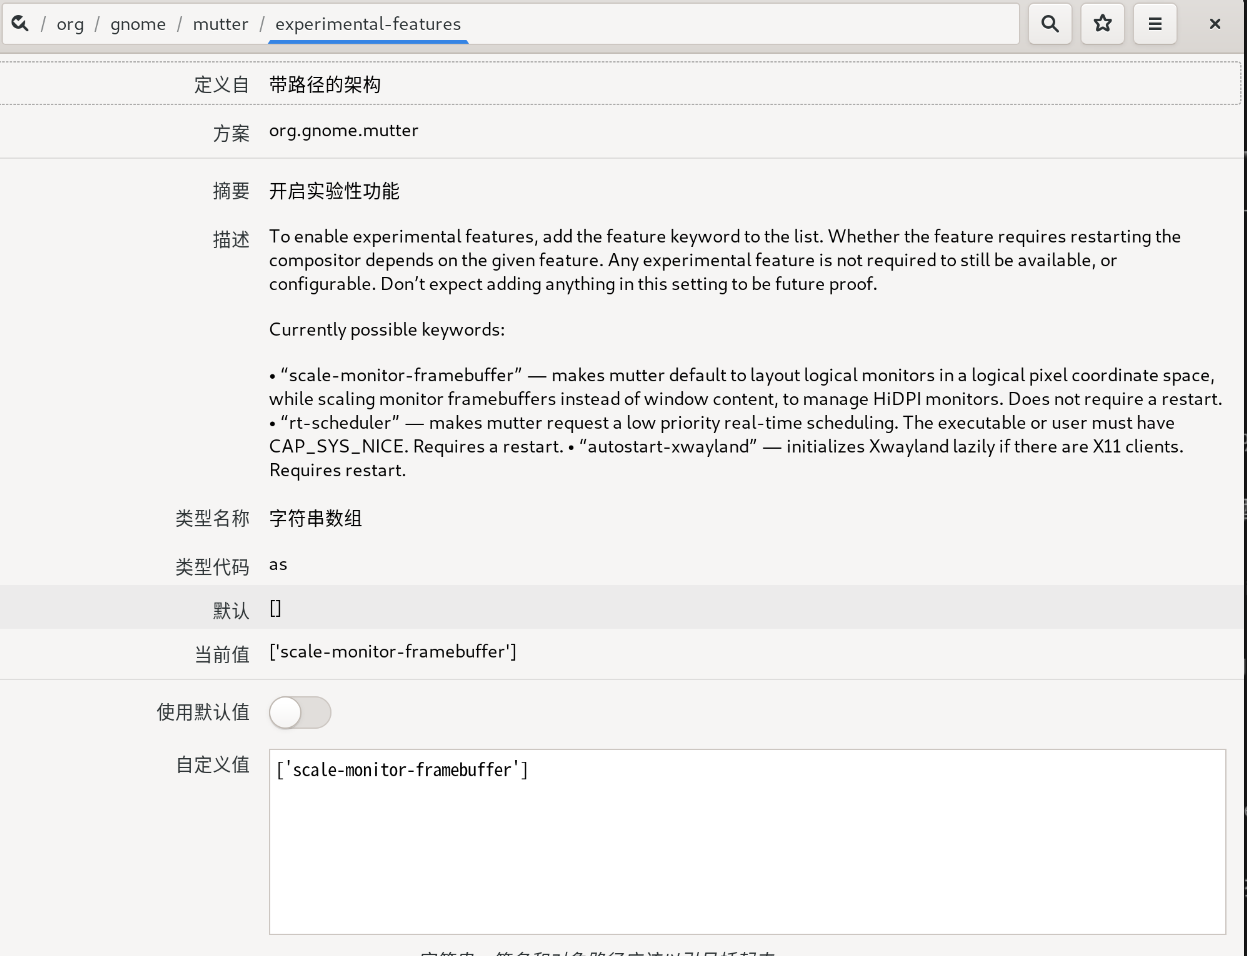 / org / gnome / mutter / experimental-features
定义自 带路径的架构
方案 org.gnome.mutter
摘要 开启实验性功能
描述 To enable experimental features, add the feature keyword to the list. Whether the feature requires restarting the
compositor depends on the given feature. Any experimental feature is not required to still be available, or
configurable. Don’t expect adding anything in this setting to be future proof.
Currently possible keywords:
• “scale-monitor-framebuffer” — makes mutter default to layout logical monitors in a logical pixel coordinate space,
while scaling monitor framebuffers instead of window content, to manage HiDPI monitors. Does not require a restart.
• “rt-scheduler” — makes mutter request a low priority real-time scheduling. The executable or user must have
CAP_SYS_NICE. Requires a restart. • “autostart-xwayland” — initializes Xwayland lazily if there are X11 clients.
Requires restart.
类型名称 字符串数组
类型代码 as
默认 []
当前值 ['scale-monitor-framebuffer']
使用默认值
自定义值 ['scale-monitor-framebuffer']